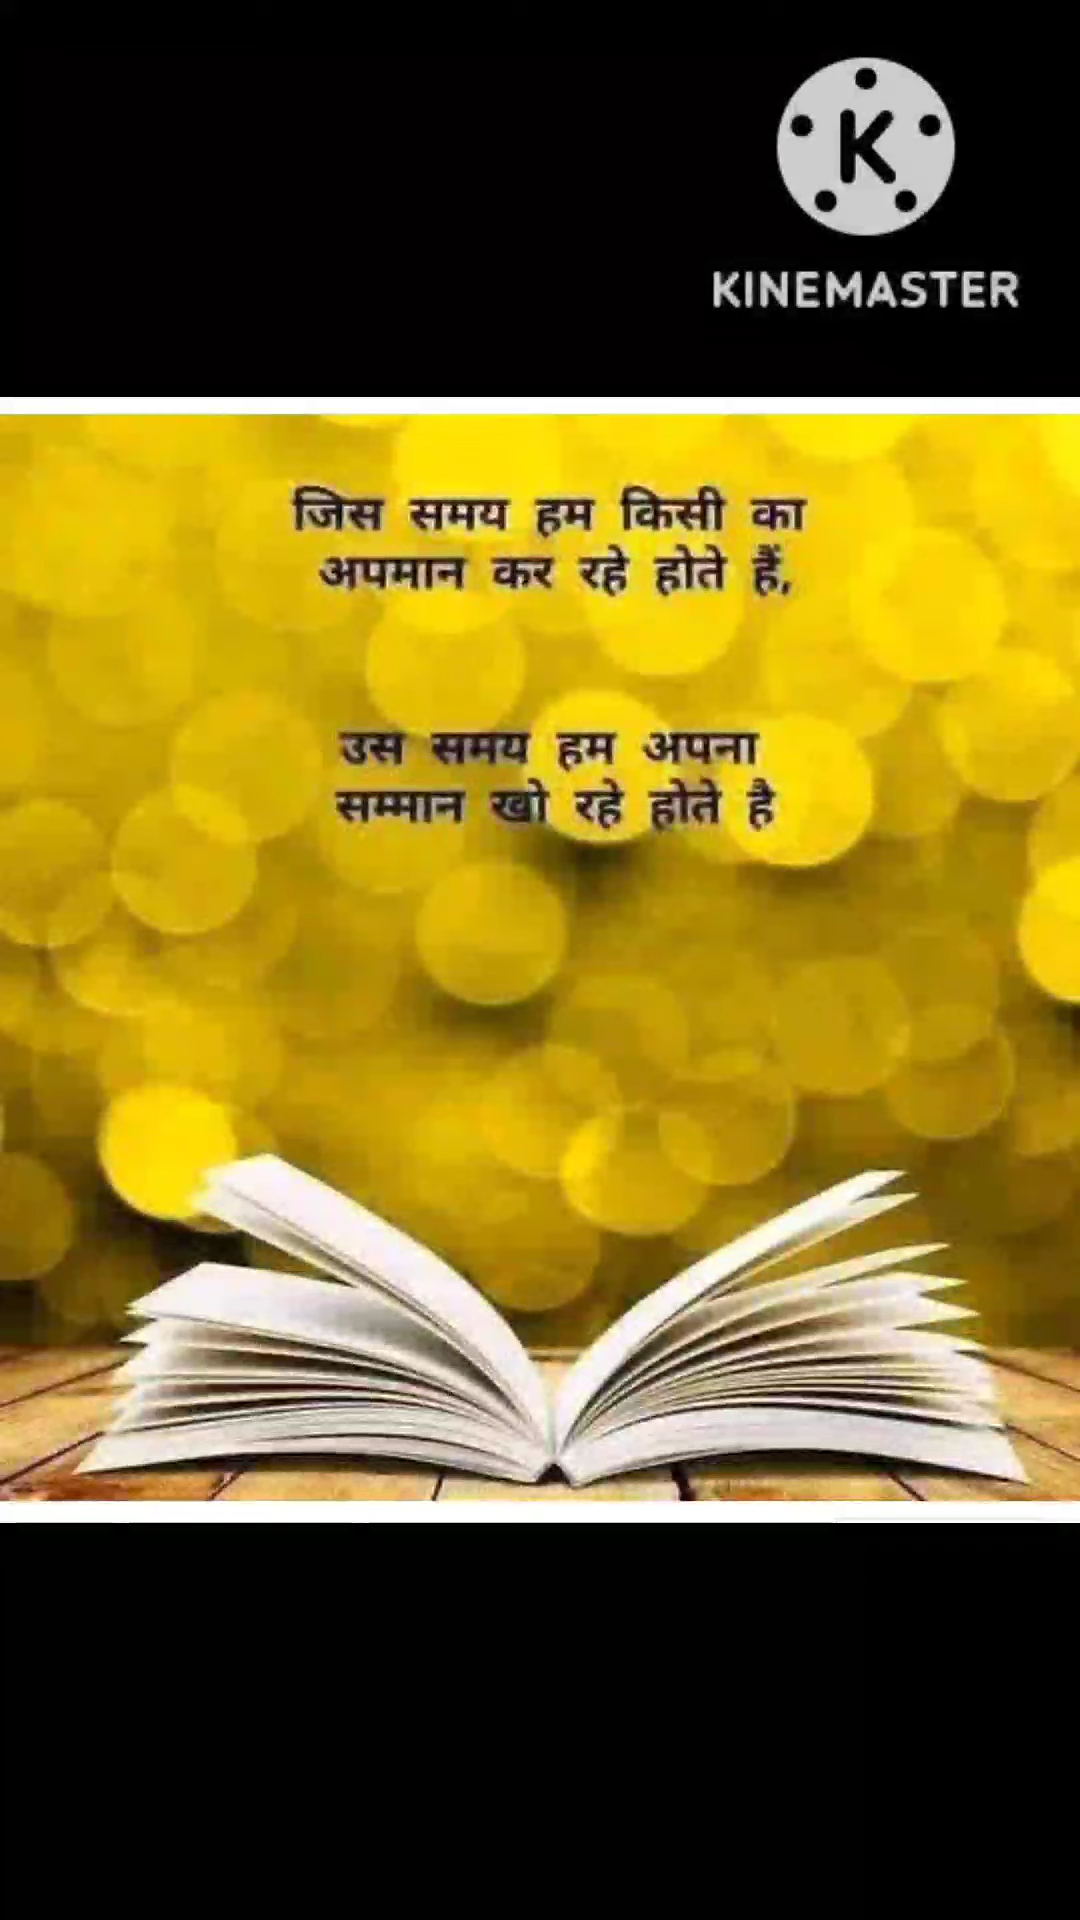 KINEMASTER
जिस समय हम किसी का
अपमान कर रहे होते हैं,
उस समय हम अपना
सम्मान खो रहे होते है